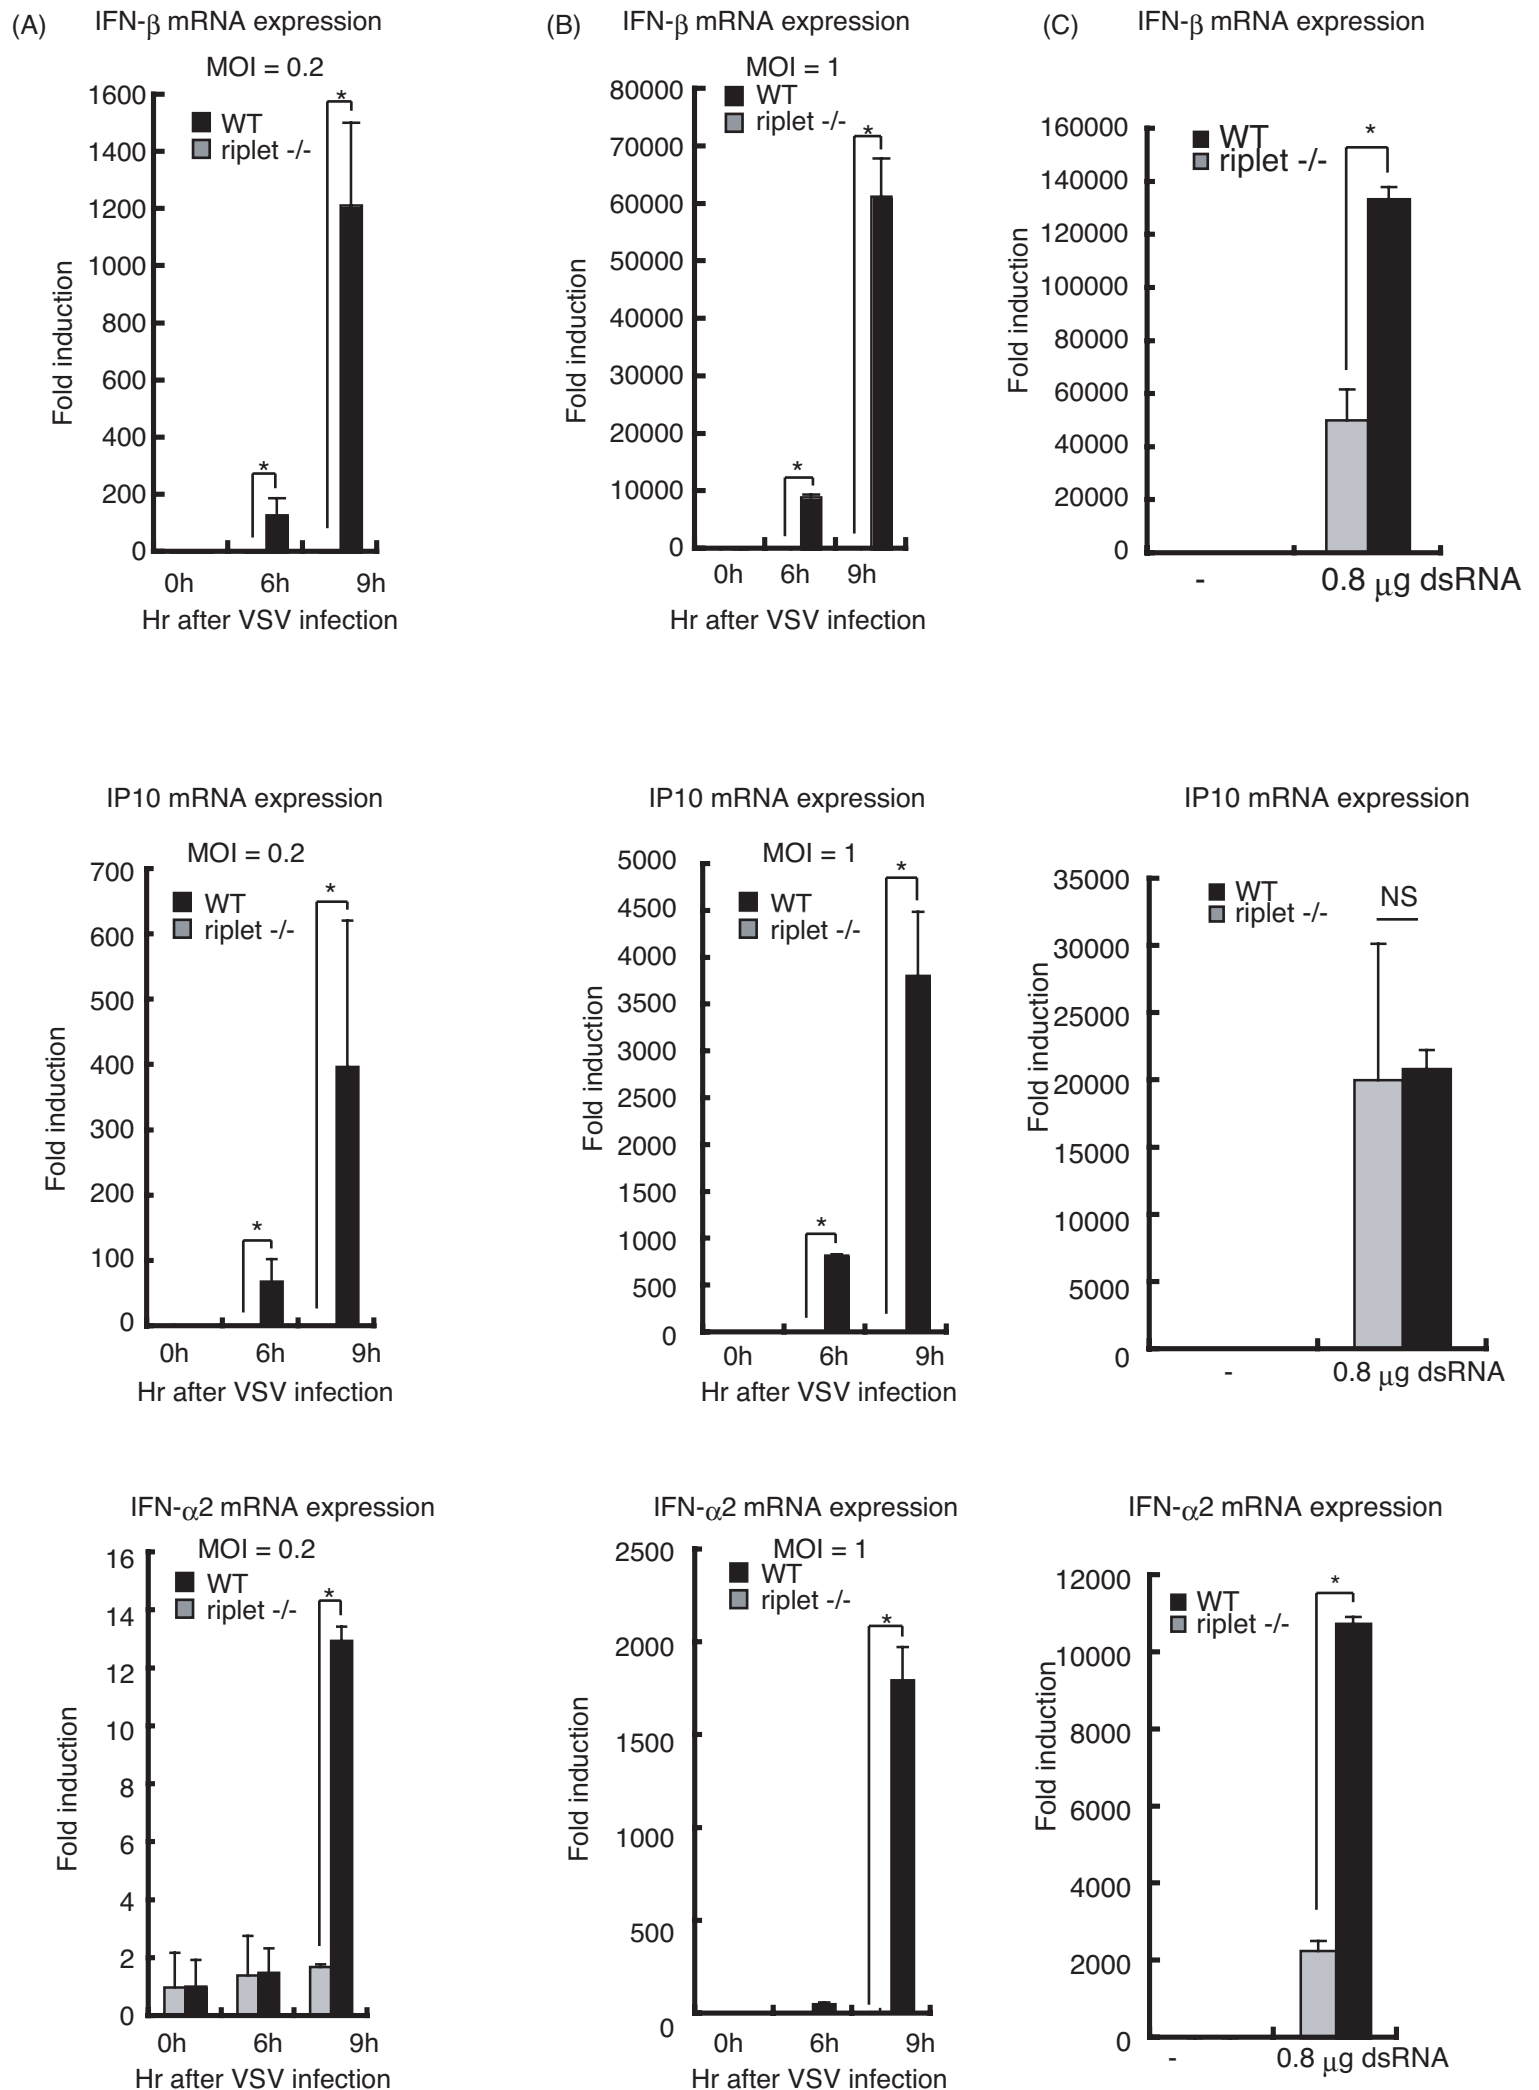 (A)
IFN-β mRNA expression
MOI = 0.2
WT
riplet -/-
*
*
1600
1400
1200
1000
800
600
400
200
0
Fold induction
0h 6h 9h
Hr after VSV infection
(B)
IFN-β mRNA expression
MOI = 1
WT
riplet -/-
*
*
80000
70000
60000
50000
40000
30000
20000
10000
0
Fold induction
0h 6h 9h
Hr after VSV infection
(C)
IFN-β mRNA expression
WT
riplet -/-
*
160000
140000
120000
100000
80000
60000
40000
20000
0
Fold induction
- 0.8 μg dsRNA
IP10 mRNA expression
MOI = 0.2
WT
riplet -/-
*
*
700
600
500
400
300
200
100
0
Fold induction
0h 6h 9h
Hr after VSV infection
IP10 mRNA expression
MOI = 1
WT
riplet -/-
*
*
5000
4500
4000
3500
3000
2500
2000
1500
1000
500
0
Fold induction
0h 6h 9h
Hr after VSV infection
IP10 mRNA expression
WT
riplet -/-
NS
35000
30000
25000
20000
15000
10000
5000
0
Fold induction
- 0.8 μg dsRNA
IFN-α2 mRNA expression
MOI = 0.2
WT
riplet -/-
*
16
14
12
10
8
6
4
2
0
Fold induction
0h 6h 9h
Hr after VSV infection
IFN-α2 mRNA expression
MOI = 1
WT
riplet -/-
*
2500
2000
1500
1000
500
0
Fold induction
0h 6h 9h
Hr after VSV infection
IFN-α2 mRNA expression
WT
riplet -/-
*
12000
10000
8000
6000
4000
2000
0
Fold induction
- 0.8 μg dsRNA